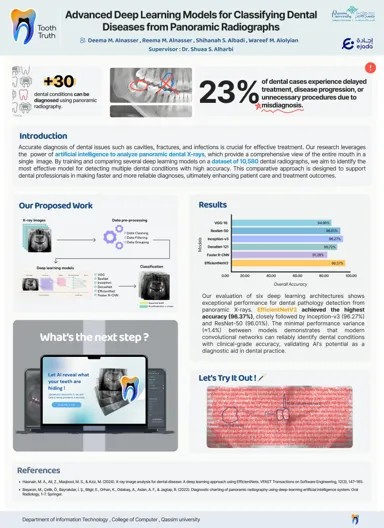 Advanced Deep Learning Models for Classifying Dental
Diseases from Panoramic Radiographs
Tooth
Truth
Deema M. Alnasser , Reema M. Alnasser , Shihanah S. Albadi , Wareef M. Alolyian
Supervisor : Dr. Shuaa S. Alharbi
إجادة
ejada
+30
dental conditions can be
diagnosed using panoramic
radiography.
23%
of dental cases experience delayed
treatment, disease progression, or
unnecessary procedures due to
misdiagnosis.
Introduction
Accurate diagnosis of dental issues such as cavities, fractures, and infections is crucial for effective treatment. Our research leverages
the power of artificial intelligence to analyze panoramic dental X-rays, which provide a comprehensive view of the entire mouth in a
single image. By training and comparing several deep learning models on a dataset of 10,580 dental radiographs, we aim to identify the
most effective model for detecting multiple dental conditions with high accuracy. This comparative approach is designed to support
dental professionals in making faster and more reliable diagnoses, ultimately enhancing patient care and treatment outcomes.
Our Proposed Work
X-ray Images
Data pre-processing
Data Cleaning
Data Filtering
Data Grouping
Deep learning models
VGG
ResNet
Inception
DenseNet
EfficientNet
Faster R-CNN
Classification
Results
Models
VGG-16
ResNet-50
Inception-v3
DenseNet-121
Faster R-CNN
EfficientNetV2
96.01%
96.27%
96.37%
0.00 20.00 40.00 60.00 80.00 100.00
Overall Accuracy
Our evaluation of six deep learning architectures shows
exceptional performance for dental pathology detection from
panoramic X-rays. EfficientNetV2 achieved the highest
accuracy (96.37%), closely followed by Inception-v3 (96.27%)
and ResNet-50 (96.01%). The minimal performance variance
(<1.4%) between models demonstrates that modern
convolutional networks can reliably identify dental conditions
with clinical-grade accuracy, validating AI's potential as a
diagnostic aid in dental practice.
What's the next step ?
Let AI reveal what
your teeth are
hiding !
Let's Try It Out !
References
Hasnain, M. A., Ali, Z., Maqbool, M. S., & Aziz, M. (2024). X-ray image analysis for dental disease: A deep learning approach using EfficientNets. VFAST Transactions on Software Engineering, 12(3), 147-165.
Başaran, M., Çelik, Ö., Bayrakdar, I. Ş., Bilgir, E., Orhan, K., Odabaş, A., Aslan, A. F., & Jagtap, R. (2022). Diagnostic charting of panoramic radiography using deep-learning artificial intelligence system. Oral
Radiology, 1-7. Springer.
Department of Information Technology , College of Computer , Qassim university